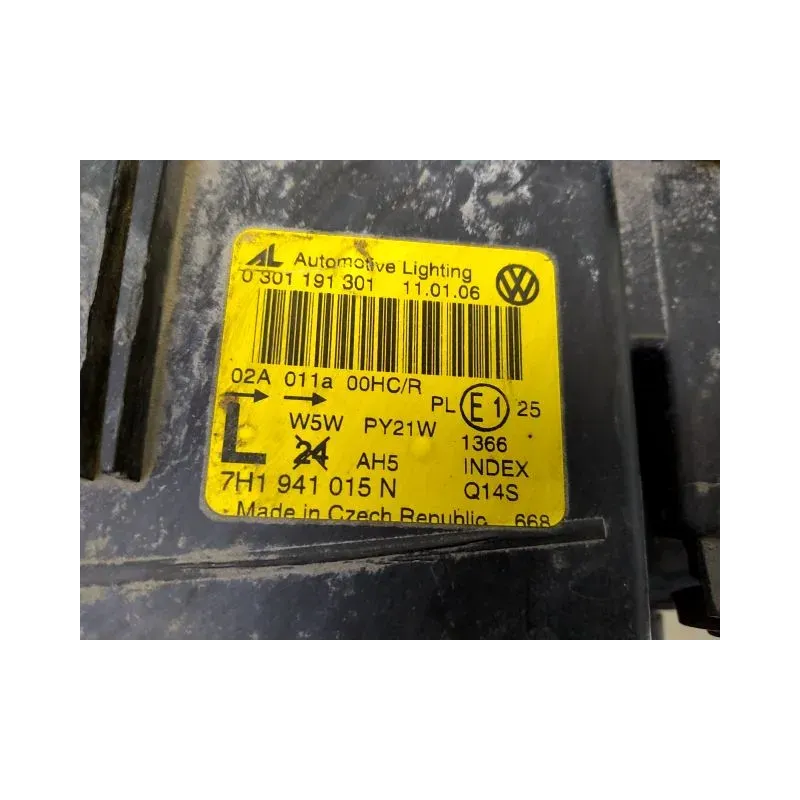 AL Automotive Lighting
0 301 191 301 11.01.06
02A 011a 00HC/R
PL E1 25
W5W PY21W 1366
L 24 AH5 INDEX
7H1 941 015 N Q14S
Made in Czech Republic 668